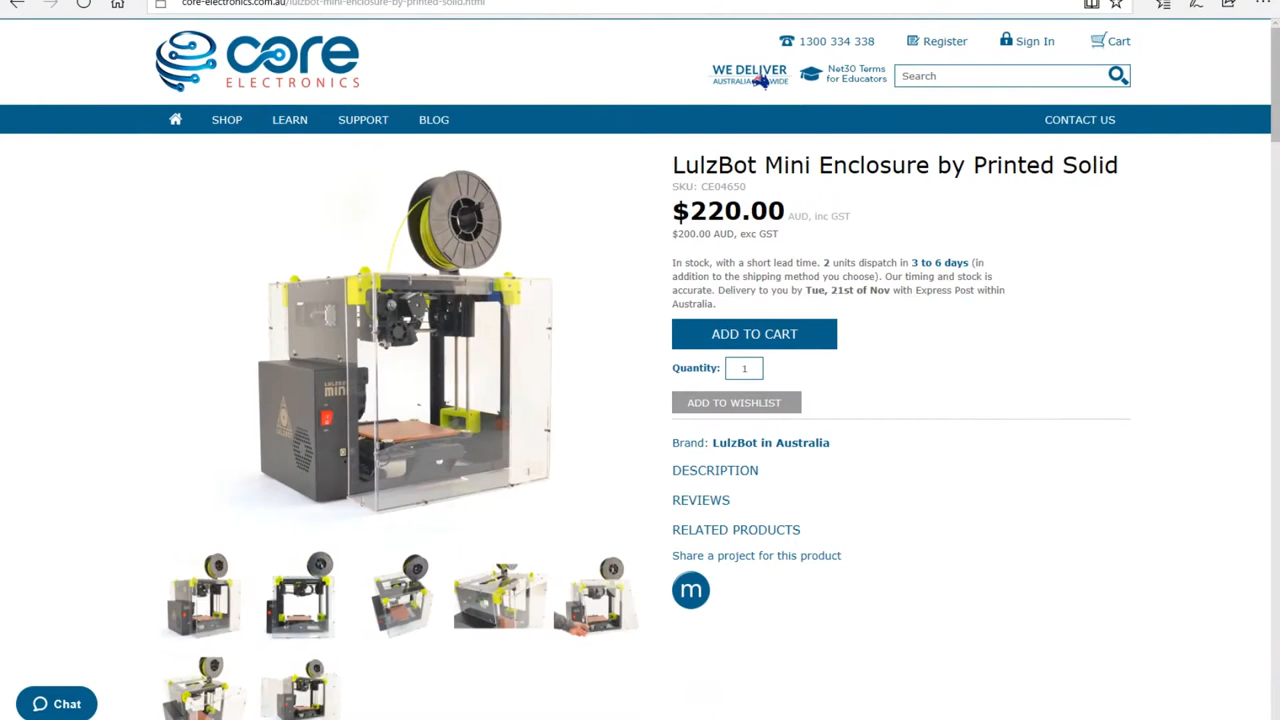 core-electronics.com.au/lulzbot-mini-enclosure-by-printed-solid.html
core
ELECTRONICS
1300 334 338
Register
Sign In
Cart
WE DELIVER
AUSTRALIA WIDE
Net30 Terms
for Educators
Search
SHOP
LEARN
SUPPORT
BLOG
CONTACT US
LulzBot Mini Enclosure by Printed Solid
SKU: CE04650
$220.00 AUD, inc GST
$200.00 AUD, exc GST
In stock, with a short lead time. 2 units dispatch in 3 to 6 days (in
addition to the shipping method you choose). Our timing and stock is
accurate. Delivery to you by Tue, 21st of Nov with Express Post within
Australia.
ADD TO CART
Quantity: 1
ADD TO WISHLIST
Brand: LulzBot in Australia
DESCRIPTION
REVIEWS
RELATED PRODUCTS
Share a project for this product
m
LULZBOT
MINI
Chat